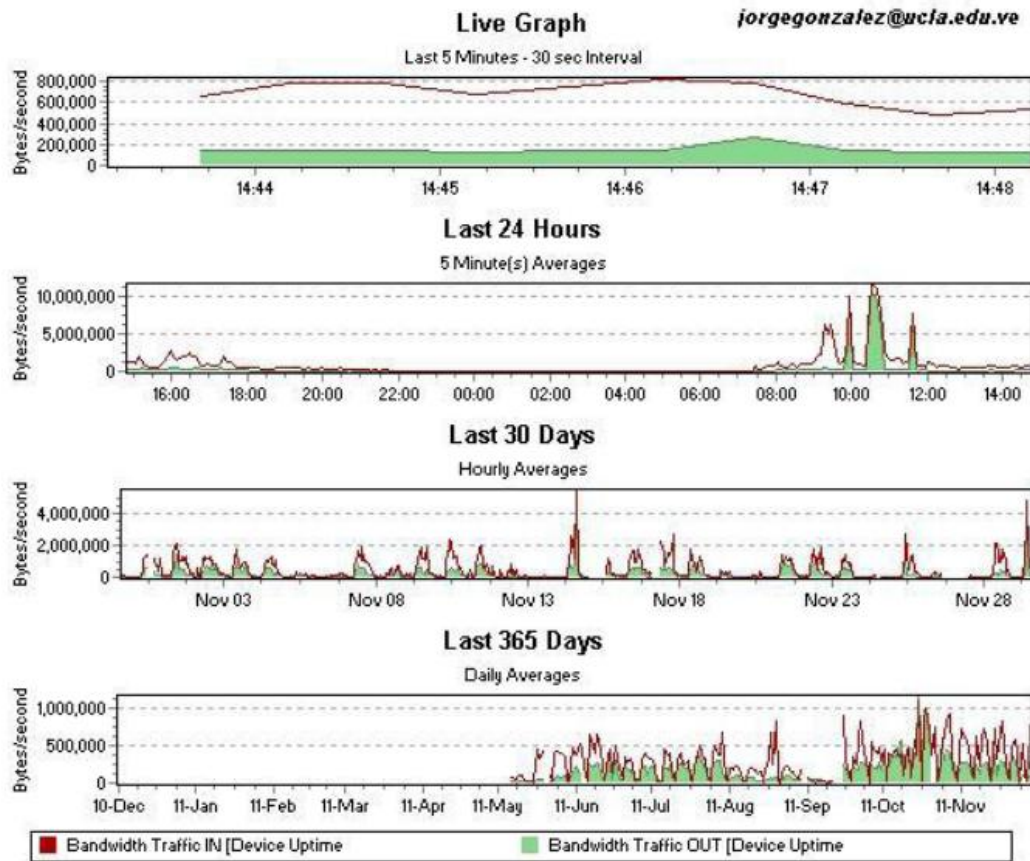 Live Graph
jorgegonzalez@ucla.edu.ve
Last 5 Minutes - 30 sec Interval
Bytes/second
800,000
600,000
400,000
200,000
0
14:44 14:45 14:46 14:47 14:48
Last 24 Hours
5 Minute(s) Averages
Bytes/second
10,000,000
5,000,000
0
16:00 18:00 20:00 22:00 00:00 02:00 04:00 06:00 08:00 10:00 12:00 14:00
Last 30 Days
Hourly Averages
Bytes/second
4,000,000
2,000,000
0
Nov 03 Nov 08 Nov 13 Nov 18 Nov 23 Nov 28
Last 365 Days
Daily Averages
Bytes/second
1,000,000
500,000
0
10-Dec 11-Jan 11-Feb 11-Mar 11-Apr 11-May 11-Jun 11-Jul 11-Aug 11-Sep 11-Oct 11-Nov
Bandwidth Traffic IN [Device Uptime Bandwidth Traffic OUT [Device Uptime